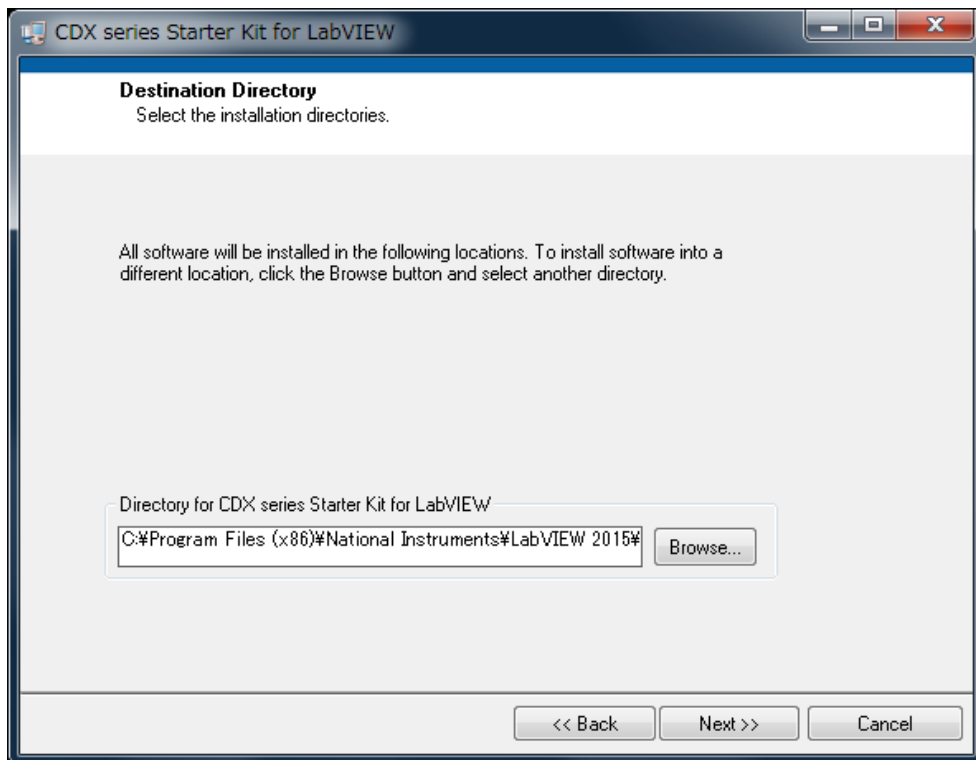 CDX series Starter Kit for LabVIEW
Destination Directory
Select the installation directories.
All software will be installed in the following locations. To install software into a
different location, click the Browse button and select another directory.
Directory for CDX series Starter Kit for LabVIEW
C:¥Program Files (x86)¥National Instruments¥LabVIEW 2015¥
Browse...
<< Back
Next >>
Cancel